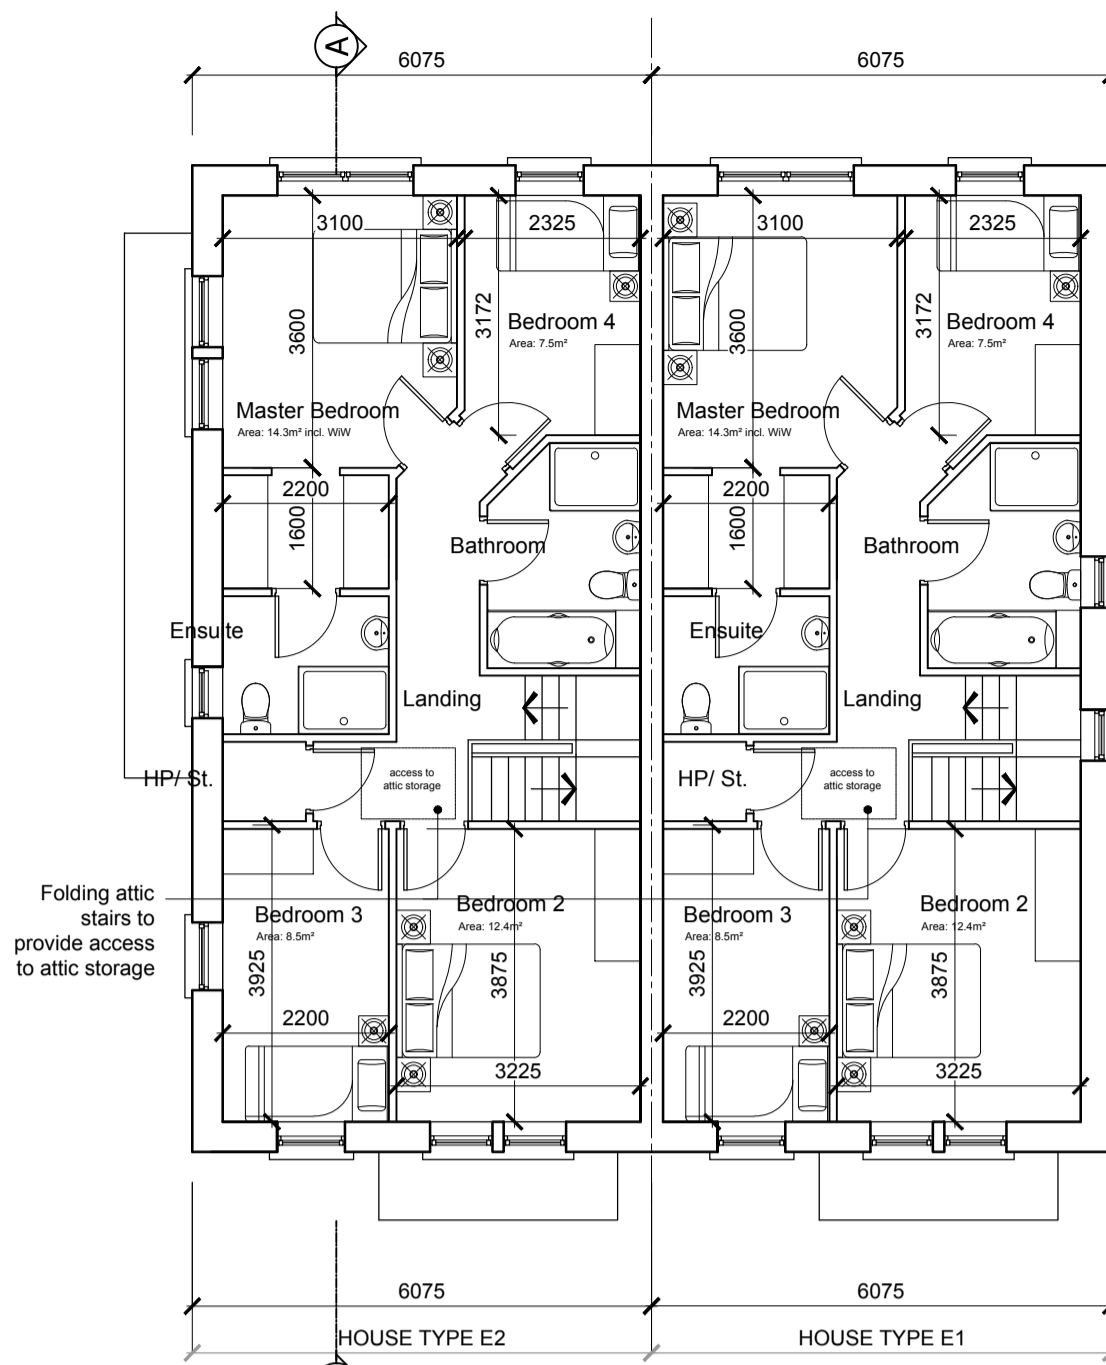 A
6075
6075
3100
2325
3100
2325
3600
3172
3600
3172
Bedroom 4
Area: 7.5m²
Bedroom 4
Area: 7.5m²
Master Bedroom
Area: 14.3m² incl. WiW
Master Bedroom
Area: 14.3m² incl. WiW
2200
2200
1600
1600
Bathroom
Bathroom
Ensuite
Ensuite
Landing
Landing
HP/ St.
access to
attic storage
HP/ St.
access to
attic storage
Folding attic
stairs to
provide access
to attic storage
Bedroom 3
Area: 8.5m²
Bedroom 2
Area: 12.4m²
Bedroom 3
Area: 8.5m²
Bedroom 2
Area: 12.4m²
3925
3875
3925
3875
2200
2200
3225
3225
6075
6075
HOUSE TYPE E2
HOUSE TYPE E1